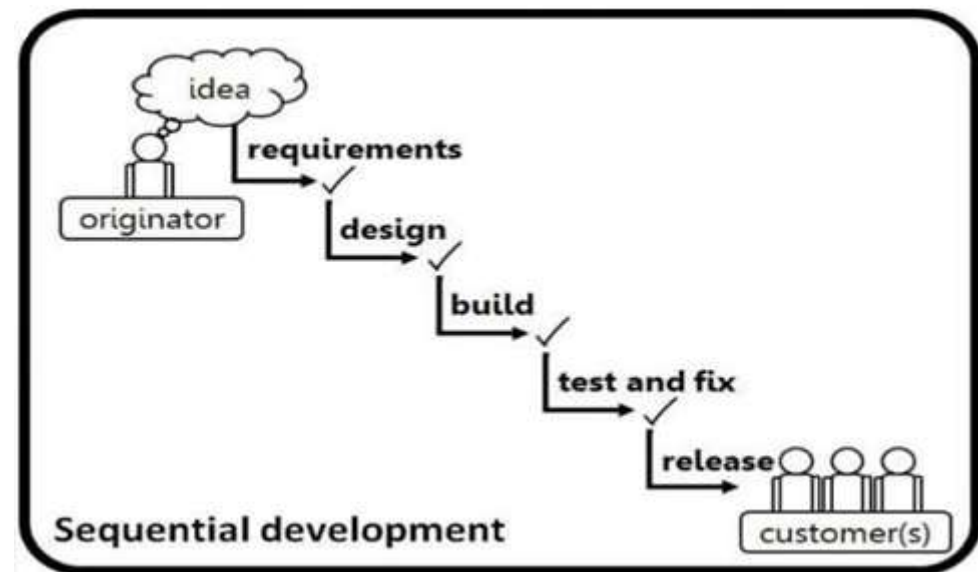 idea
requirements
originator
design
build
test and fix
release
Sequential development
customer(s)